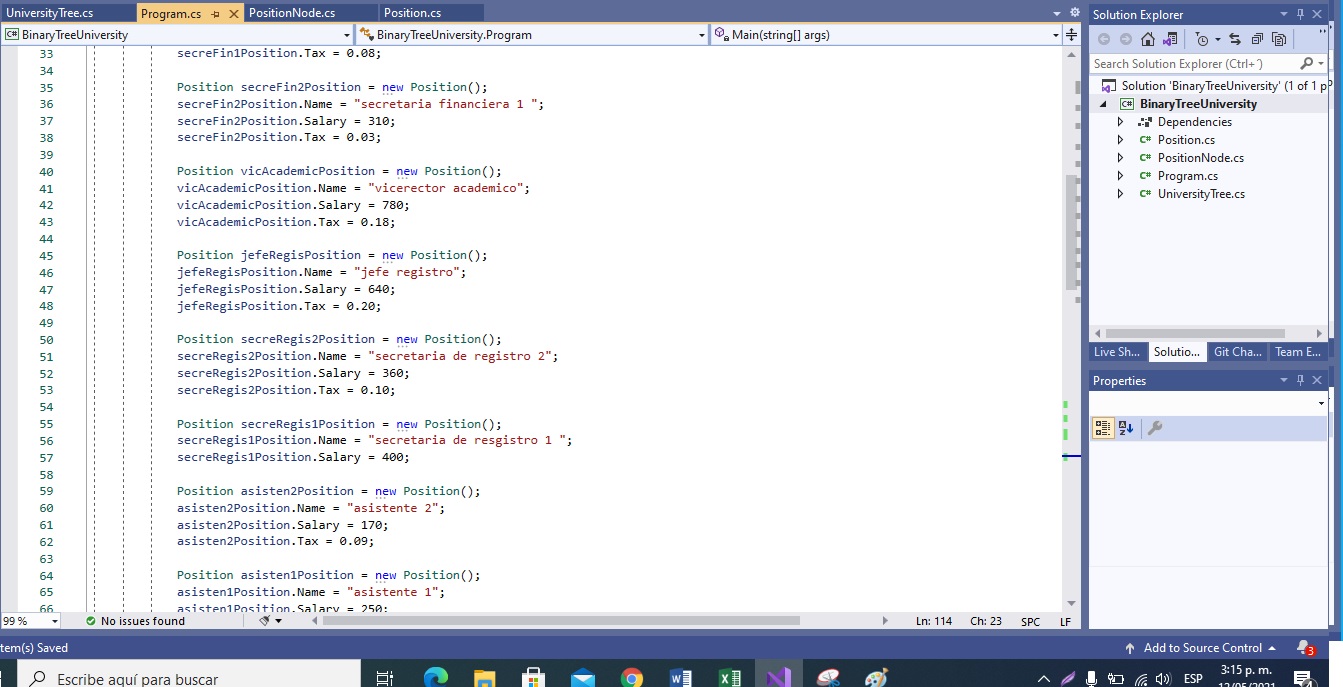 UniversityTree.cs Program.cs PositionNode.cs Position.cs
BinaryTreeUniversity BinaryTreeUniversity.Program Main(string[] args)
33 secreFin1Position.Tax = 0.08;
34
35 Position secreFin2Position = new Position();
36 secreFin2Position.Name = "secretaria financiera 1 ";
37 secreFin2Position.Salary = 310;
38 secreFin2Position.Tax = 0.03;
39
40 Position vicAcademicPosition = new Position();
41 vicAcademicPosition.Name = "vicerector academico";
42 vicAcademicPosition.Salary = 780;
43 vicAcademicPosition.Tax = 0.18;
44
45 Position jefeRegisPosition = new Position();
46 jefeRegisPosition.Name = "jefe registro";
47 jefeRegisPosition.Salary = 640;
48 jefeRegisPosition.Tax = 0.20;
49
50 Position secreRegis2Position = new Position();
51 secreRegis2Position.Name = "secretaria de registro 2";
52 secreRegis2Position.Salary = 360;
53 secreRegis2Position.Tax = 0.10;
54
55 Position secreRegis1Position = new Position();
56 secreRegis1Position.Name = "secretaria de resgistro 1 ";
57 secreRegis1Position.Salary = 400;
58
59 Position asisten2Position = new Position();
60 asisten2Position.Name = "asistente 2";
61 asisten2Position.Salary = 170;
62 asisten2Position.Tax = 0.09;
63
64 Position asisten1Position = new Position();
65 asisten1Position.Name = "asistente 1";
66 asisten1Position.Salary = 250;
99 % No issues found Ln: 114 Ch: 23 SPC LF
Solution Explorer
Search Solution Explorer (Ctrl+´)
Solution 'BinaryTreeUniversity' (1 of 1 p
C# BinaryTreeUniversity
Dependencies
C# Position.cs
C# PositionNode.cs
C# Program.cs
C# UniversityTree.cs
Live Sh... Solutio... Git Cha... Team E...
Properties
tem(s) Saved Add to Source Control 3
Escribe aquí para buscar
ESP
3:15 p. m.
12/05/2021
4